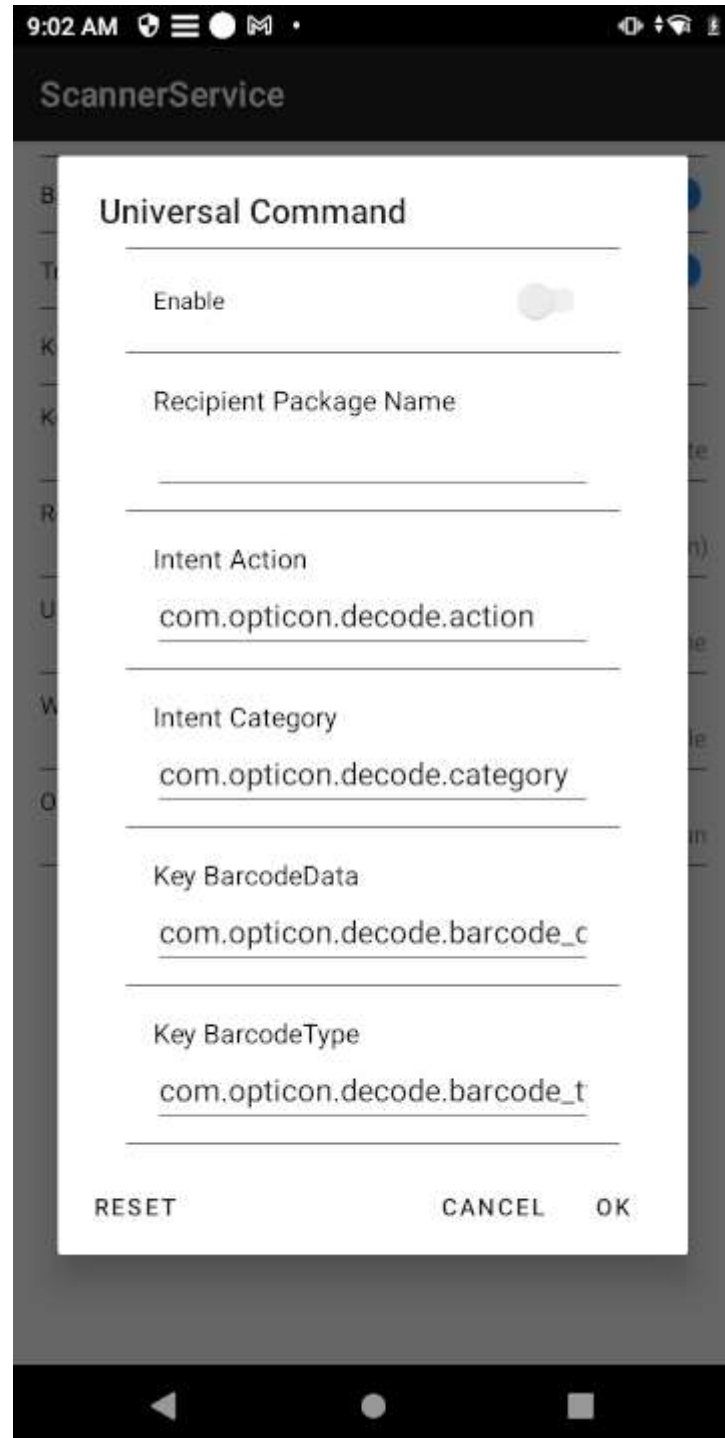 9:02 AM
ScannerService
Universal Command
Enable
Recipient Package Name
Intent Action
com.opticon.decode.action
Intent Category
com.opticon.decode.category
Key BarcodeData
com.opticon.decode.barcode_
Key BarcodeType
com.opticon.decode.barcode_t
RESET CANCEL OK